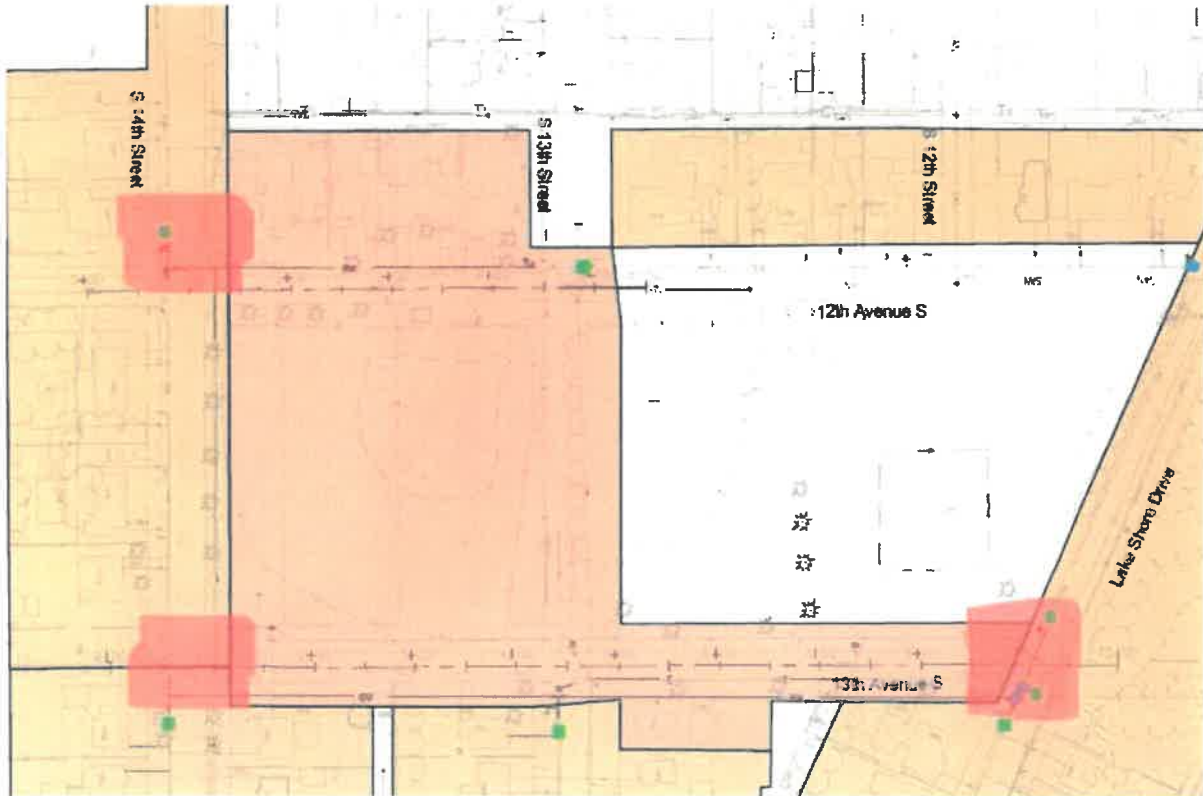 S 14th Street
S 13th Street
S 12th Street
12th Avenue S
Lake Shore Drive
13th Avenue S